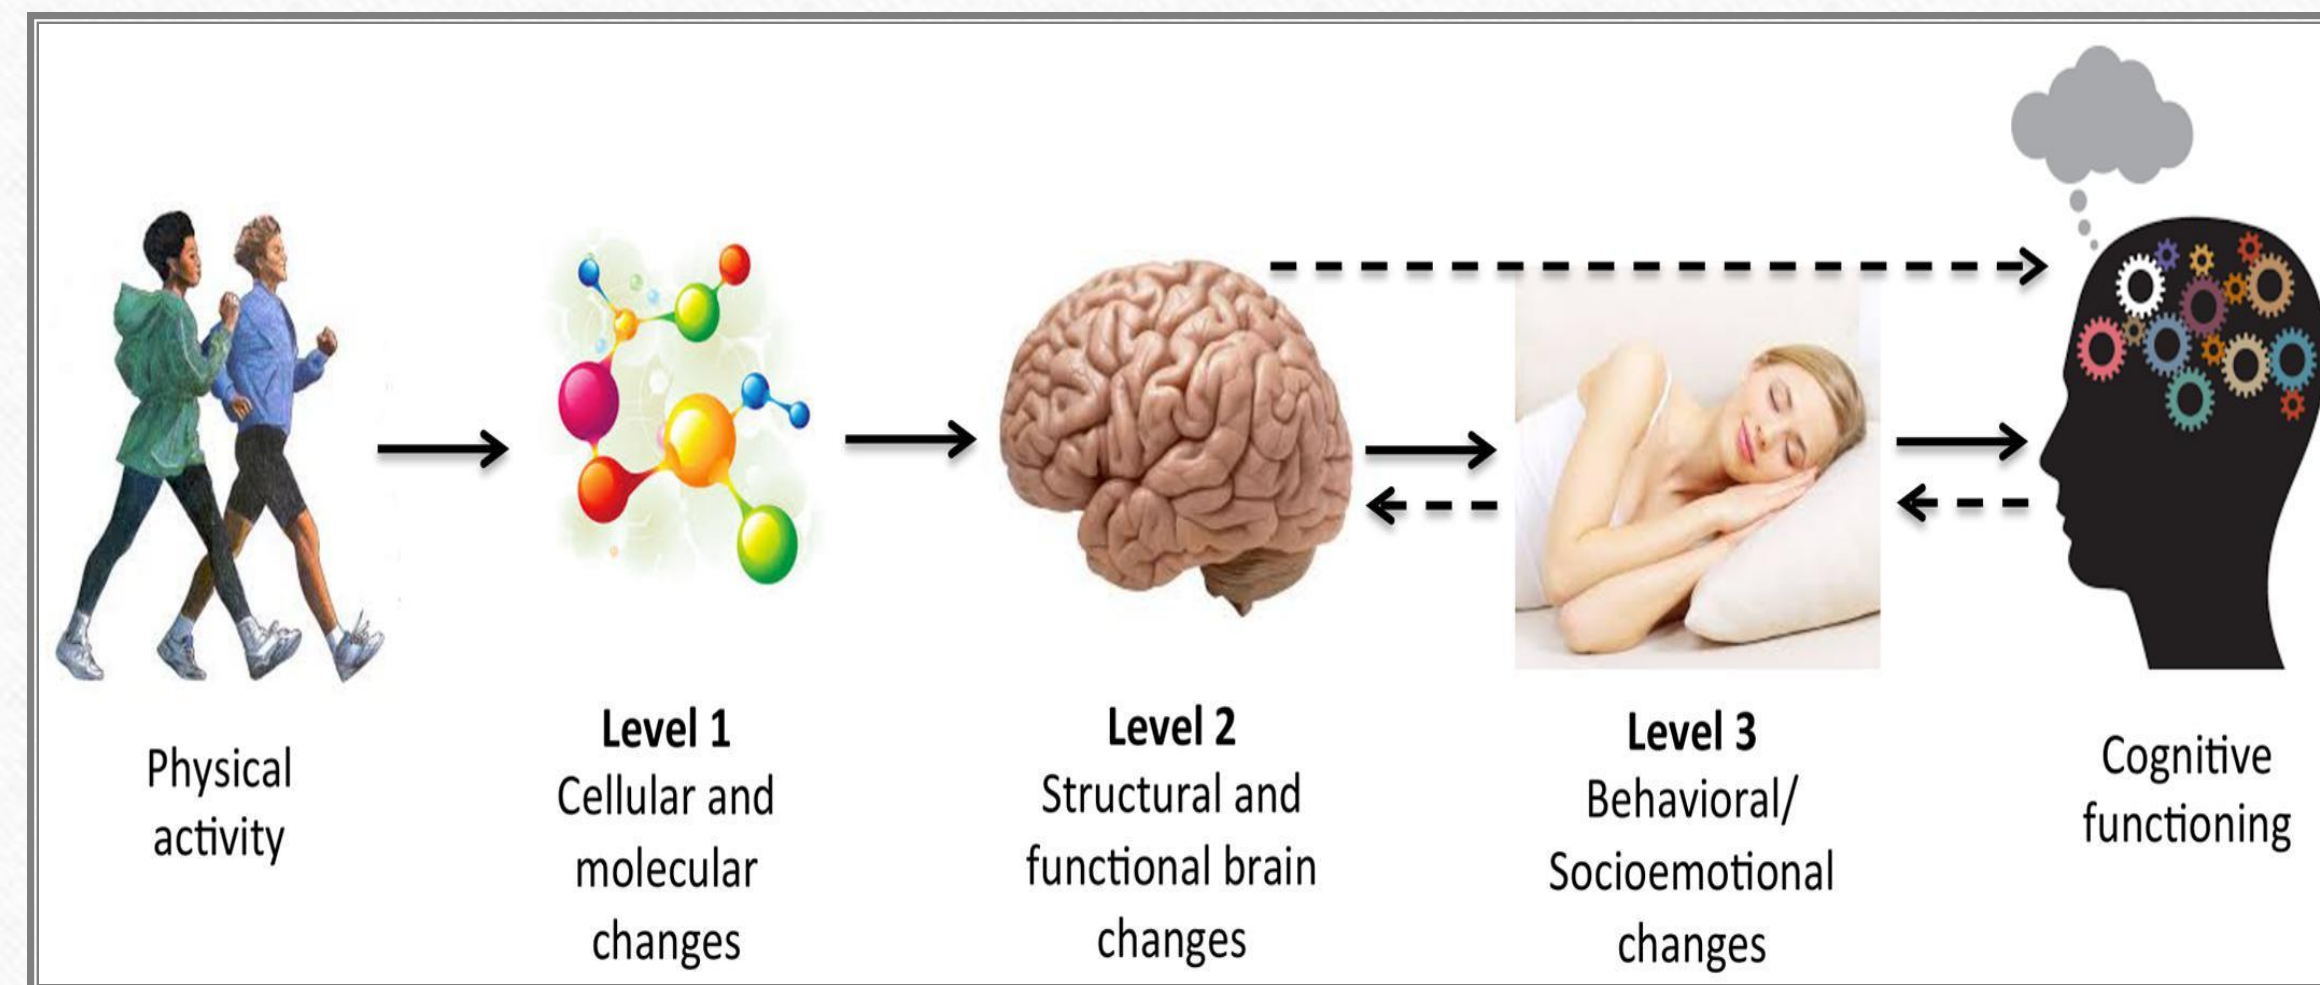 Physical
activity
Level 1
Cellular and
molecular
changes
Level 2
Structural and
functional brain
changes
Level 3
Behavioral/
Socioemotional
changes
Cognitive
functioning